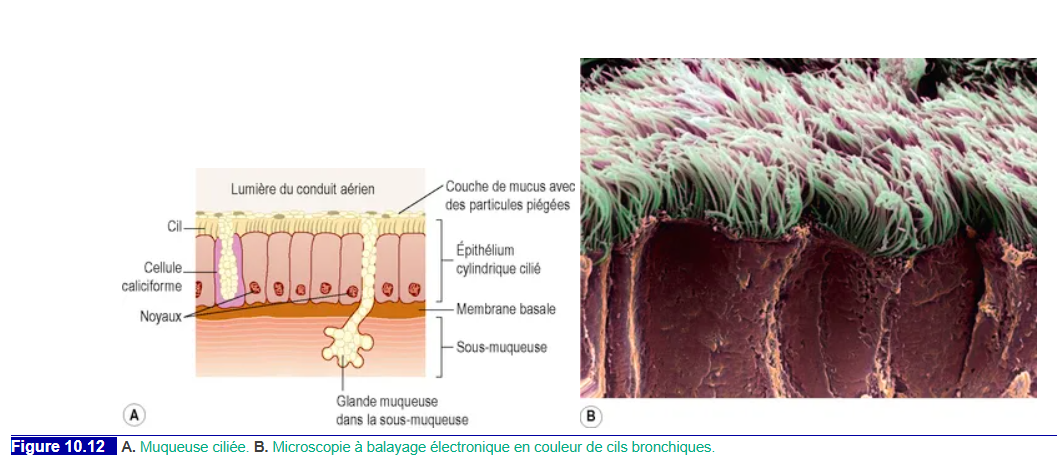 Lumière du conduit aérien
Couche de mucus avec
des particules piégées
Cil
Épithélium
cylindrique cilié
Cellule
caliciforme
Membrane basale
Noyaux
Sous-muqueuse
Glande muqueuse
dans la sous-muqueuse
A
B
Figure 10.12 A. Muqueuse ciliée. B. Microscopie à balayage électronique en couleur de cils bronchiques.